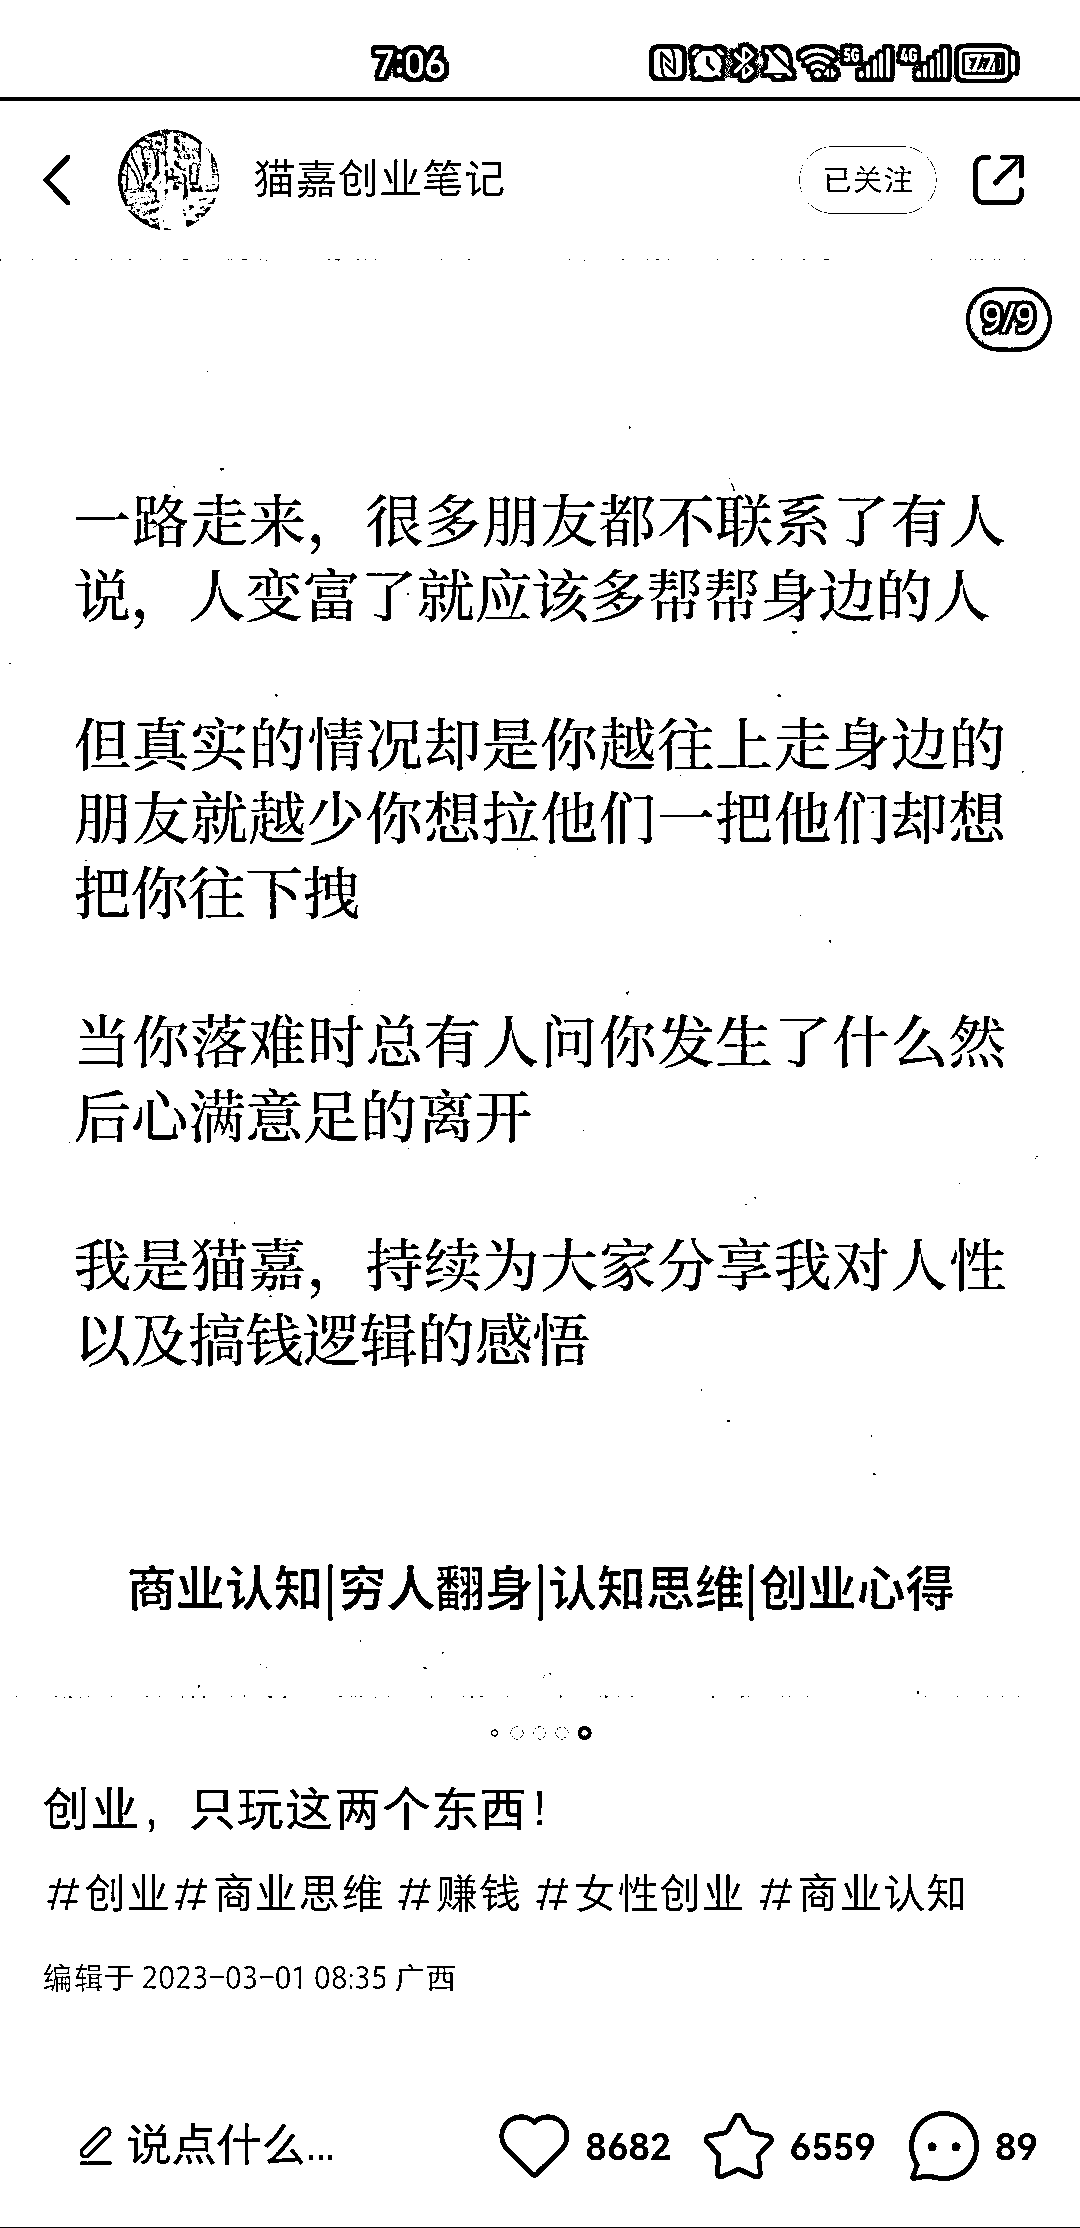 7:06
5G 4G 77
猫嘉创业笔记
已关注
9/9
一路走来，很多朋友都不联系了有人
说，人变富了就应该多帮帮身边的人
但真实的情况却是你越往上走身边的
朋友就越少你想拉他们一把他们却想
把你往下拽
当你落难时总有人问你发生了什么然
后心满意足的离开
我是猫嘉，持续为大家分享我对人性
以及搞钱逻辑的感悟
商业认知|穷人翻身|认知思维|创业心得
创业，只玩这两个东西！
#创业#商业思维 #赚钱 #女性创业 #商业认知
编辑于 2023-03-01 08:35 广西
说点什么... 8682 6559 89